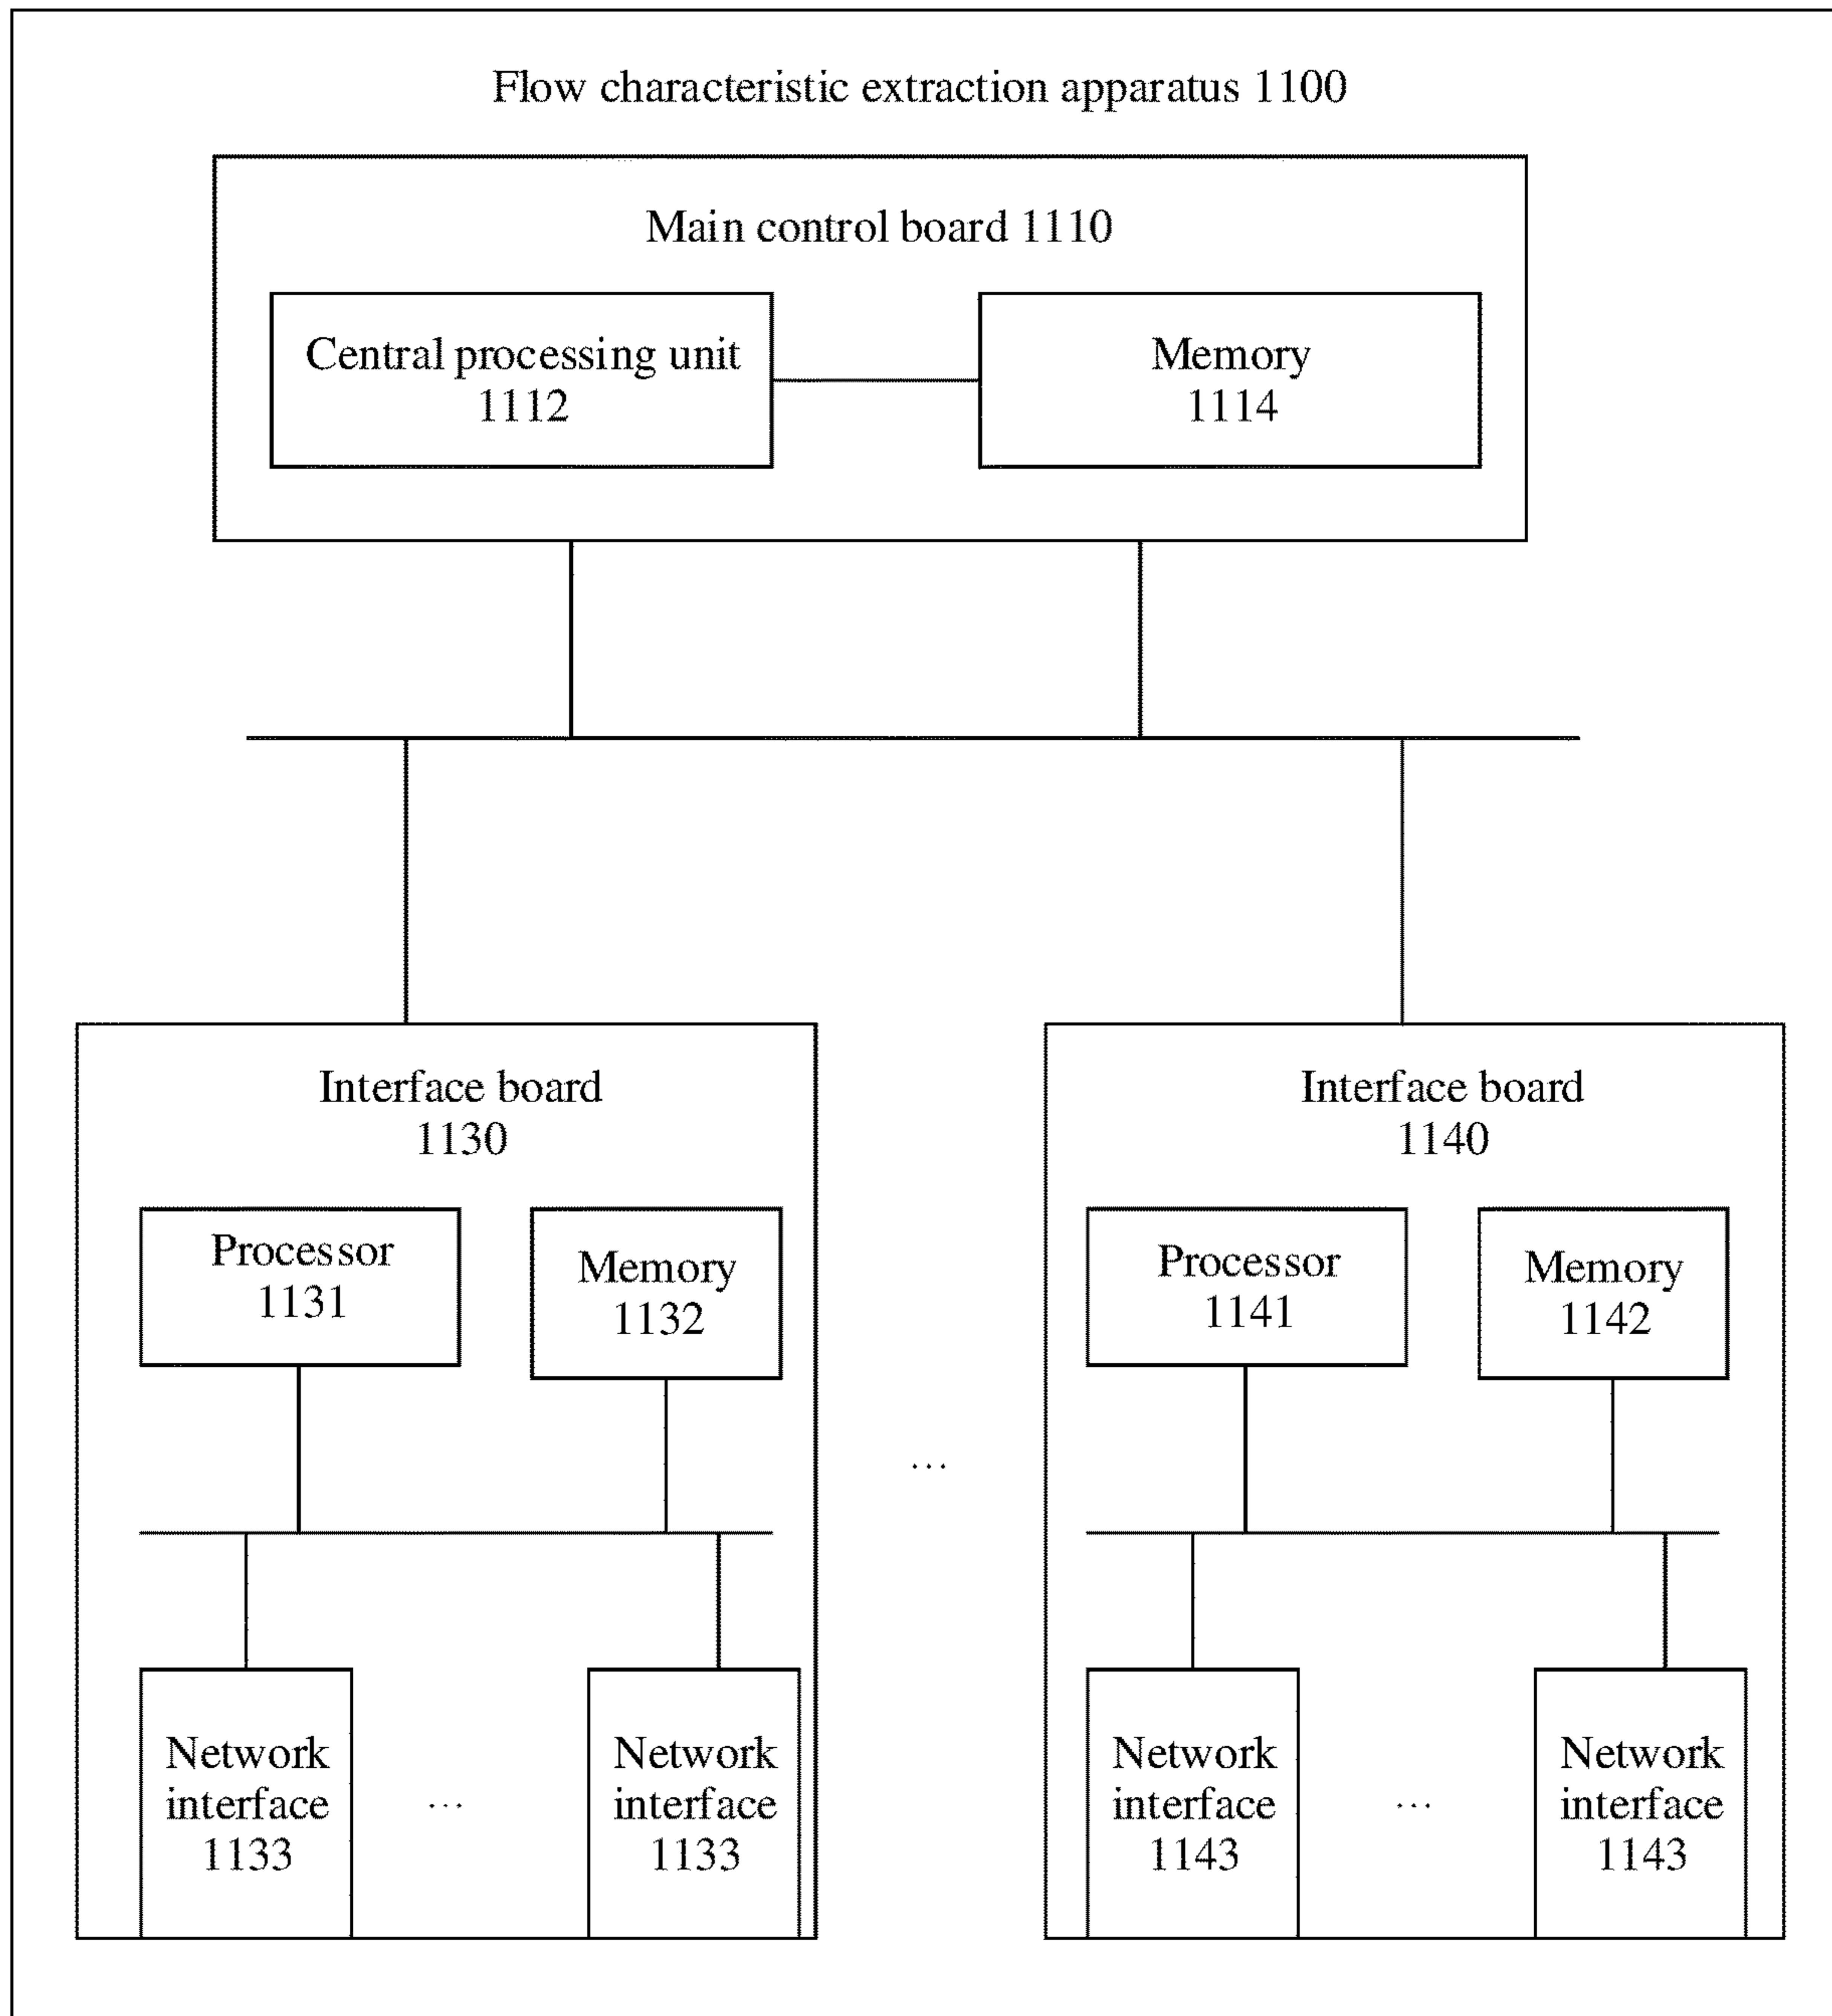 Flow characteristic extraction apparatus 1100
Main control board 1110
Central processing unit
1112
Memory
1114
Interface board
1130
Processor
1131
Memory
1132
Network
interface
1133
...
Network
interface
1133
...
Interface board
1140
Processor
1141
Memory
1142
Network
interface
1143
...
Network
interface
1143